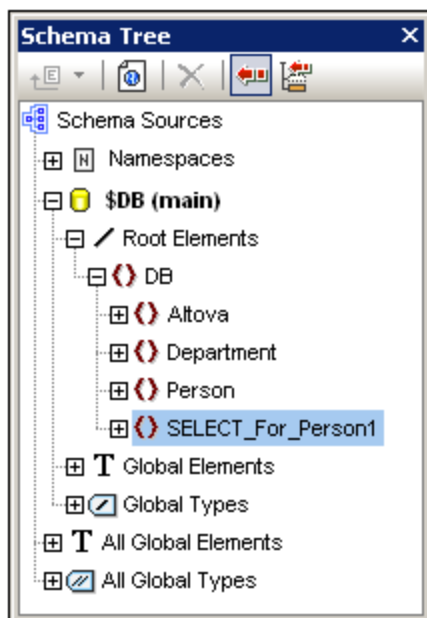 Schema Tree
Schema Sources
Namespaces
$DB (main)
Root Elements
DB
Altova
Department
Person
SELECT_For_Person1
Global Elements
Global Types
All Global Elements
All Global Types